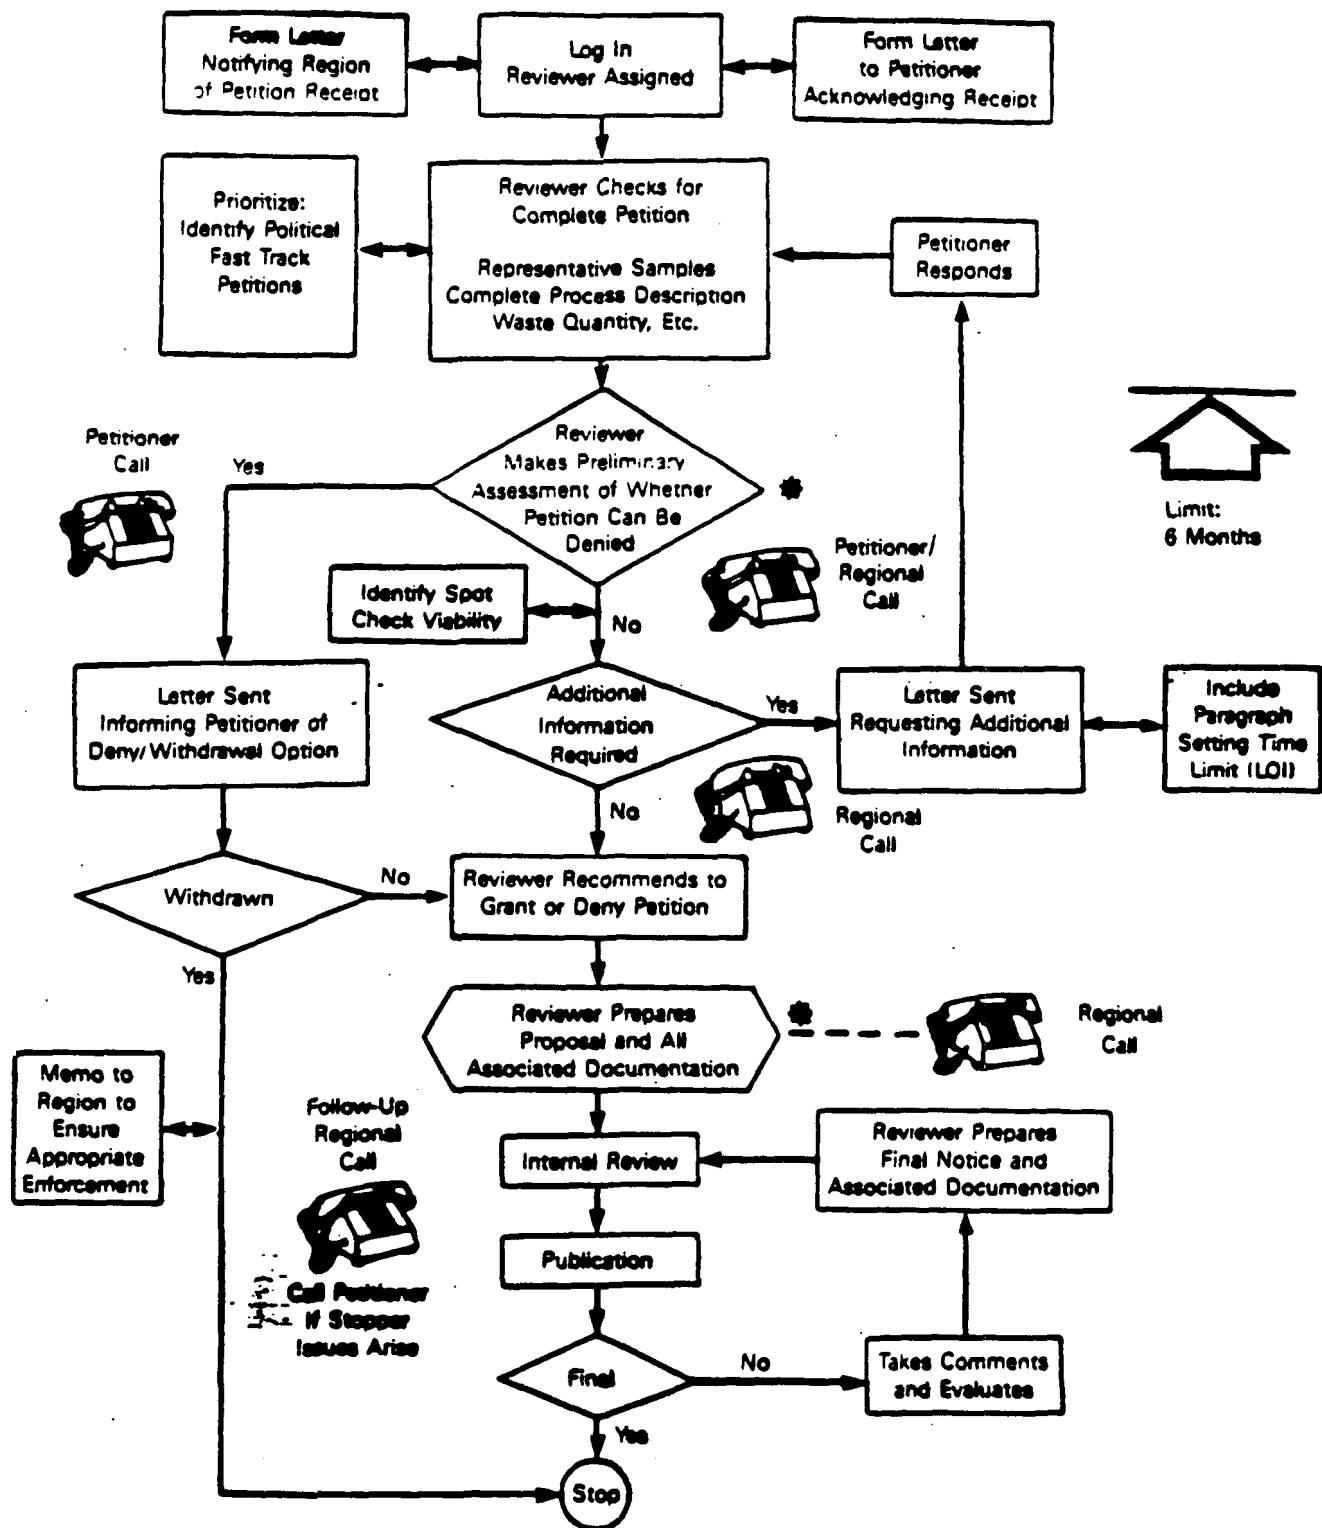 Form Letter
Notifying Region
of Petition Receipt
Log In
Reviewer Assigned
Form Letter
to Petitioner
Acknowledging Receipt
Prioritize:
Identify Political
Fast Track
Petitions
Reviewer Checks for
Complete Petition
Representative Samples
Complete Process Description
Waste Quantity, Etc.
Petitioner
Responds
Petitioner
Call
Yes
Reviewer
Makes Preliminary
Assessment of Whether
Petition Can Be
Denied
*
Limit:
6 Months
Petitioner/
Regional
Call
Identify Spot
Check Viability
No
Letter Sent
Informing Petitioner of
Deny/Withdrawal Option
Additional
Information
Required
Yes
Letter Sent
Requesting Additional
Information
Include
Paragraph
Setting Time
Limit (LOI)
No
Regional
Call
Withdrawn
No
Reviewer Recommends to
Grant or Deny Petition
Yes
Reviewer Prepares
Proposal and All
Associated Documentation
*
Regional
Call
Memo to
Region to
Ensure
Appropriate
Enforcement
Follow-Up
Regional
Call
Internal Review
Reviewer Prepares
Final Notice and
Associated Documentation
Publication
Call Petitioner
If Stopper
Issues Arise
Final
No
Takes Comments
and Evaluates
Yes
Stop